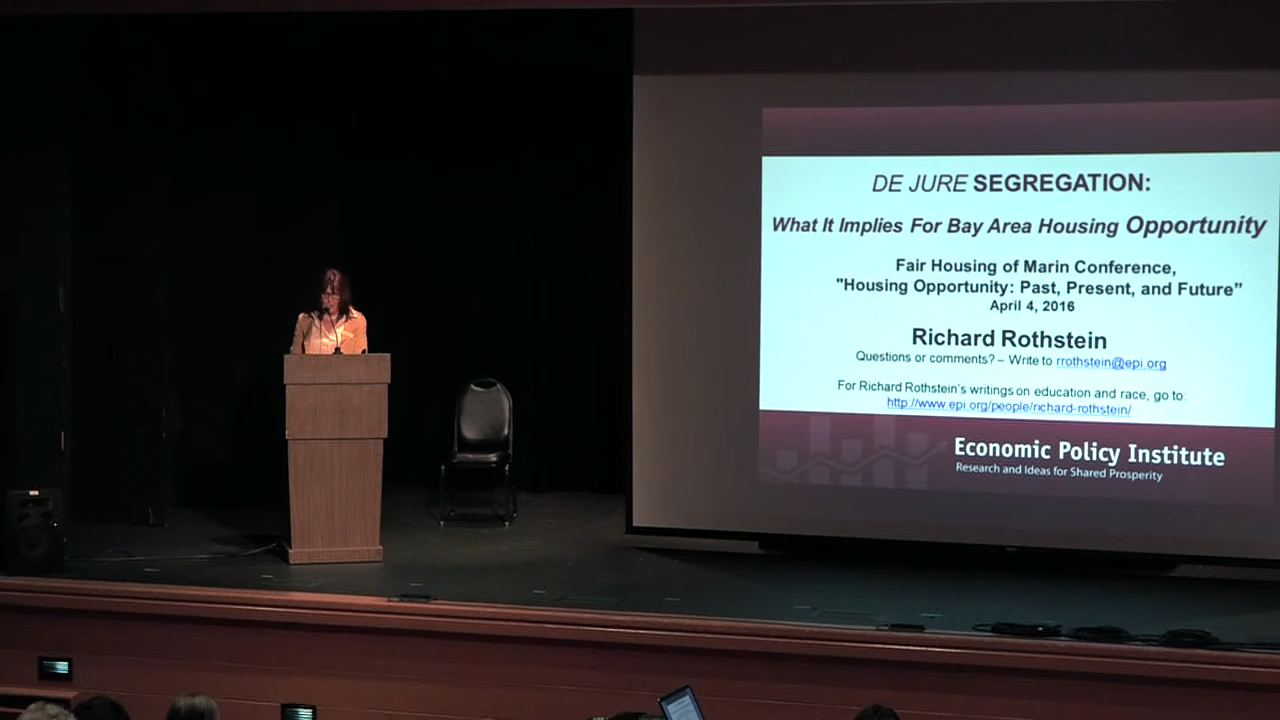 DE JURE SEGREGATION:
What It Implies For Bay Area Housing Opportunity
Fair Housing of Marin Conference,
"Housing Opportunity: Past, Present, and Future”
April 4, 2016
Richard Rothstein
Questions or comments? – Write to rrothstein@epi.org
For Richard Rothstein's writings on education and race, go to:
http://www.epi.org/people/richard-rothstein/
Economic Policy Institute
Research and Ideas for Shared Prosperity